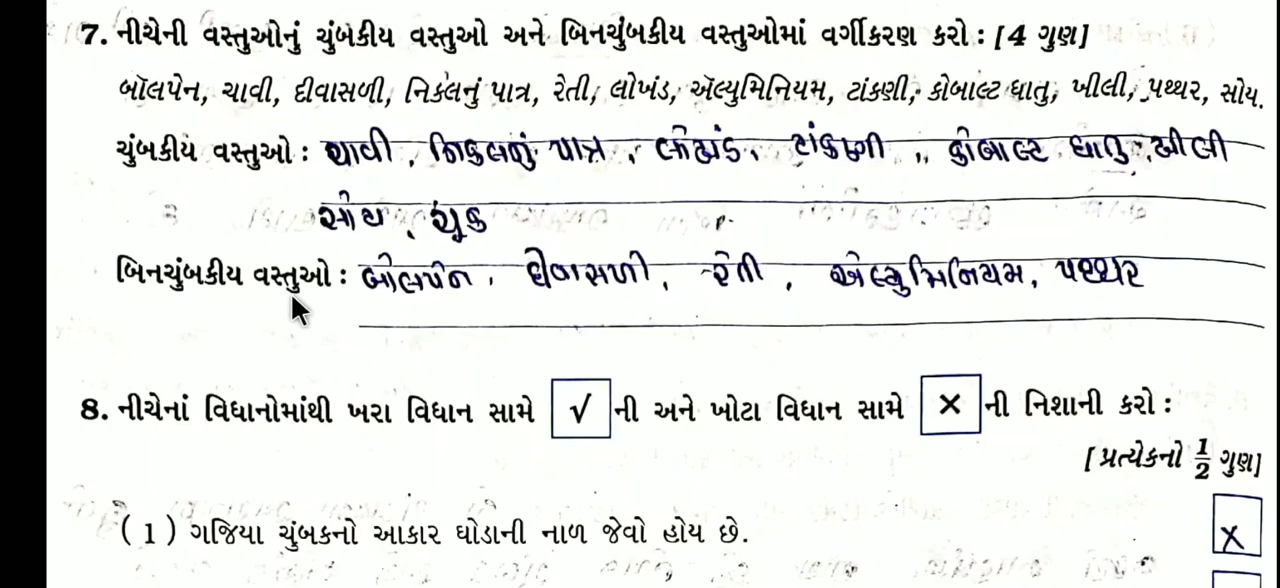 7. નીચેની વસ્તુઓનું ચુંબકીય વસ્તુઓ અને બિનચુંબકીય વસ્તુઓમાં વર્ગીકરણ કરો : [4 ગુણ]
બૉલપેન, ચાવી, દીવાસળી, નિકલનું પાત્ર, રેતી, લોખંડ, ઍલ્યુમિનિયમ, ટાંકણી, કોબાલ્ટ ધાતુ, ખીલી, પથ્થર, સોય.
ચુંબકીય વસ્તુઓ : ચાવી, નિકલનું પાત્ર, લોખંડ, ટાંકણી, કોબાલ્ટ ધાતુ, ખીલી
સોય, ચૂક
બિનચુંબકીય વસ્તુઓ : બોલપેન, દીવાસળી, રેતી, એલ્યુમિનિયમ, પથ્થર
8. નીચેનાં વિધાનોમાંથી ખરા વિધાન સામે √ ની અને ખોટા વિધાન સામે × ની નિશાની કરો :
[પ્રત્યેકનો ½ ગુણ]
(1) ગજિયા ચુંબકનો આકાર ઘોડાની નાળ જેવો હોય છે. X